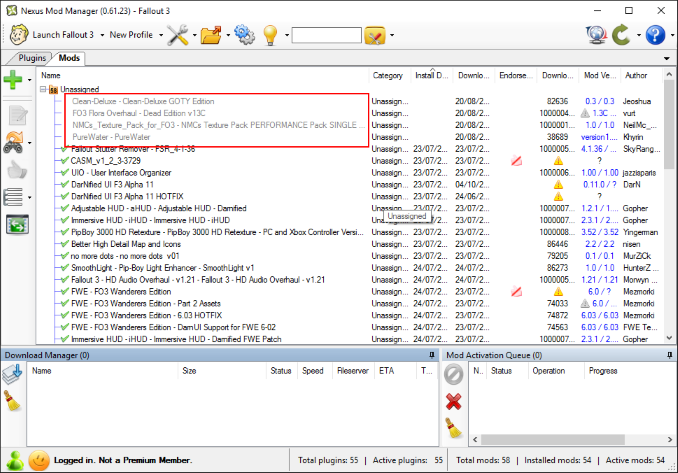 Nexus Mod Manager (0.61.23) - Fallout 3
Launch Fallout 3 New Profile
Plugins Mods
Name Category Install D... Downlo... Endorse... Downlo... Mod Ve... Author
Unassigned
Clean-Deluxe - Clean-Deluxe GOTY Edition Unassign... 20/08/2... 82636 0.3 / 0.3 Jeoshua
FO3 Flora Overhaul - Dead Edition v13C Unassign... 20/08/2... 1000004... 1.3C ... vurt
NMCs_Texture_Pack_for_FO3 - NMCs Texture Pack PERFORMANCE Pack SINGLE ... Unassign... 20/08/2... 1000001... 1.0 / 1.0 NeilMc_...
PureWater - PureWater Unassign... 20/08/2... 38689 version1... Khyrin
Fallout Stutter Remover - FSR_4-1-36 Unassign... 23/07/2... 23/07/2... 1000000... 4.1.36 / ... SkyRang...
CASM_v1_2_3-3729 Unassign... 23/07/2... 23/07/2... ?
UIO - User Interface Organizer Unassign... 23/07/2... 23/07/2... 1000006... 1.00 / 1.00 jazzisparis
DarNified UI F3 Alpha 11 Unassign... 23/07/2... 04/10/2... 0.11.0 / ? DarN
DarNified UI F3 Alpha 11 HOTFIX Unassign... 23/07/2... 24/06/2... ?
Adjustable HUD - aHUD - Adjustable HUD - Damified Unassign... 23/07/2... 23/07/2... 1000007... 1.2.1 / 1... Gopher
Unassigned
Immersive HUD - iHUD - Immersive HUD - iHUD Unassign... 23/07/2... 23/07/2... 1000007... 2.3.1 / 2... Gopher
PipBoy 3000 HD Retexture - PipBoy 3000 HD Retexture - PC and Xbox Controller Versi... Unassign... 23/07/2... 23/07/2... 1000008... 3.52 / 3.52 Yingerman
Better High Detail Map and Icons Unassign... 23/07/2... 23/07/2... 86446 2.2 / 2.2 nisen
no more dots - no more dots v01 Unassign... 23/07/2... 23/07/2... 79205 0.1 / 0.1 MurZiCk
SmoothLight - Pip-Boy Light Enhancer - SmoothLight v1 Unassign... 24/07/2... 23/07/2... 86273 1.0 / 1.0 HunterZ
Fallout 3 - HD Audio Overhaul - v1.21 - Fallout 3 - HD Audio Overhaul - v1.21 Unassign... 24/07/2... 23/07/2... 1000005... 1.21 / 1.21 Morwyn ...
FWE - FO3 Wanderers Edition Unassign... 24/07/2... 23/07/2... 6.0 / ? Mezmorki
FWE - FO3 Wanderers Edition - Part 2 Assets Unassign... 24/07/2... 23/07/2... 74033 6.0 / ... Mezmorki
FWE - FO3 Wanderers Edition - 6.03 HOTFIX Unassign... 24/07/2... 23/07/2... 74872 6.03 / 6.03 Mezmorki
FWE - FO3 Wanderers Edition - DarnUI Support for FWE 6-02 Unassign... 24/07/2... 23/07/2... 74563 6.03 / 6.03 FWE Te...
Immersive HUD - iHUD - Immersive HUD - iHUD Darnified FWE Patch Unassign... 24/07/2... 23/07/2... 1000007... 2.3.1 / 2... Gopher
Download Manager (0) Mod Activation Queue (0)
Name Size Status Speed Fileserver ETA T... N.. Status Operation Progress
Logged in. Not a Premium Member. Total plugins: 55 | Active plugins: 55 Total mods: 58 | Installed mods: 54 | Active mods: 54